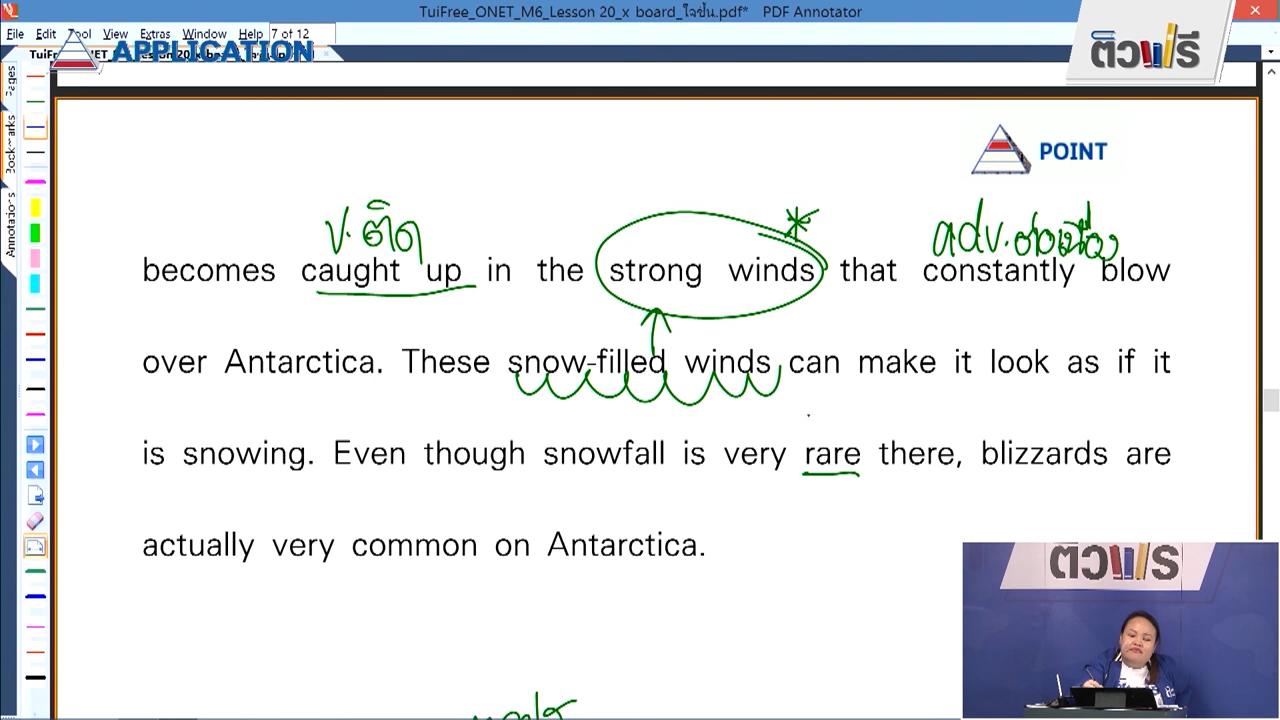 TuiFree_ONET_M6_Lesson 20_x board_ใจชั้น.pdf* PDF Annotator
File Edit Tool View Extras Window Help 7 of 12
APPLICATION
ติวฟรี
Pages
Bookmarks
Annotations
POINT
v. ติด
adv. ต่อเนื่อง
becomes caught up in the strong winds that constantly blow
over Antarctica. These snow-filled winds can make it look as if it
is snowing. Even though snowfall is very rare there, blizzards are
actually very common on Antarctica.
ติวฟรี